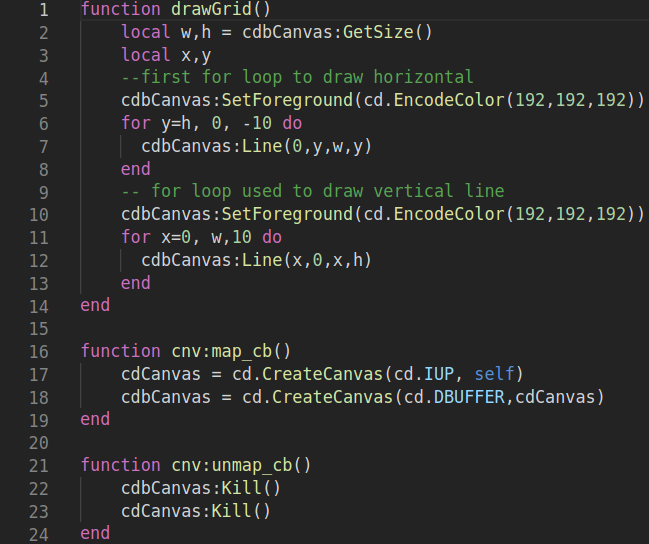 1 function drawGrid()
2 local w,h = cdbCanvas:GetSize()
3 local x,y
4 --first for loop to draw horizontal
5 cdbCanvas:SetForeground(cd.EncodeColor(192,192,192))
6 for y=h, 0, -10 do
7 cdbCanvas:Line(0,y,w,y)
8 end
9 -- for loop used to draw vertical line
10 cdbCanvas:SetForeground(cd.EncodeColor(192,192,192))
11 for x=0, w,10 do
12 cdbCanvas:Line(x,0,x,h)
13 end
14 end
15
16 function cnv:map_cb()
17 cdCanvas = cd.CreateCanvas(cd.IUP, self)
18 cdbCanvas = cd.CreateCanvas(cd.DBUFFER,cdCanvas)
19 end
20
21 function cnv:unmap_cb()
22 cdbCanvas:Kill()
23 cdCanvas:Kill()
24 end